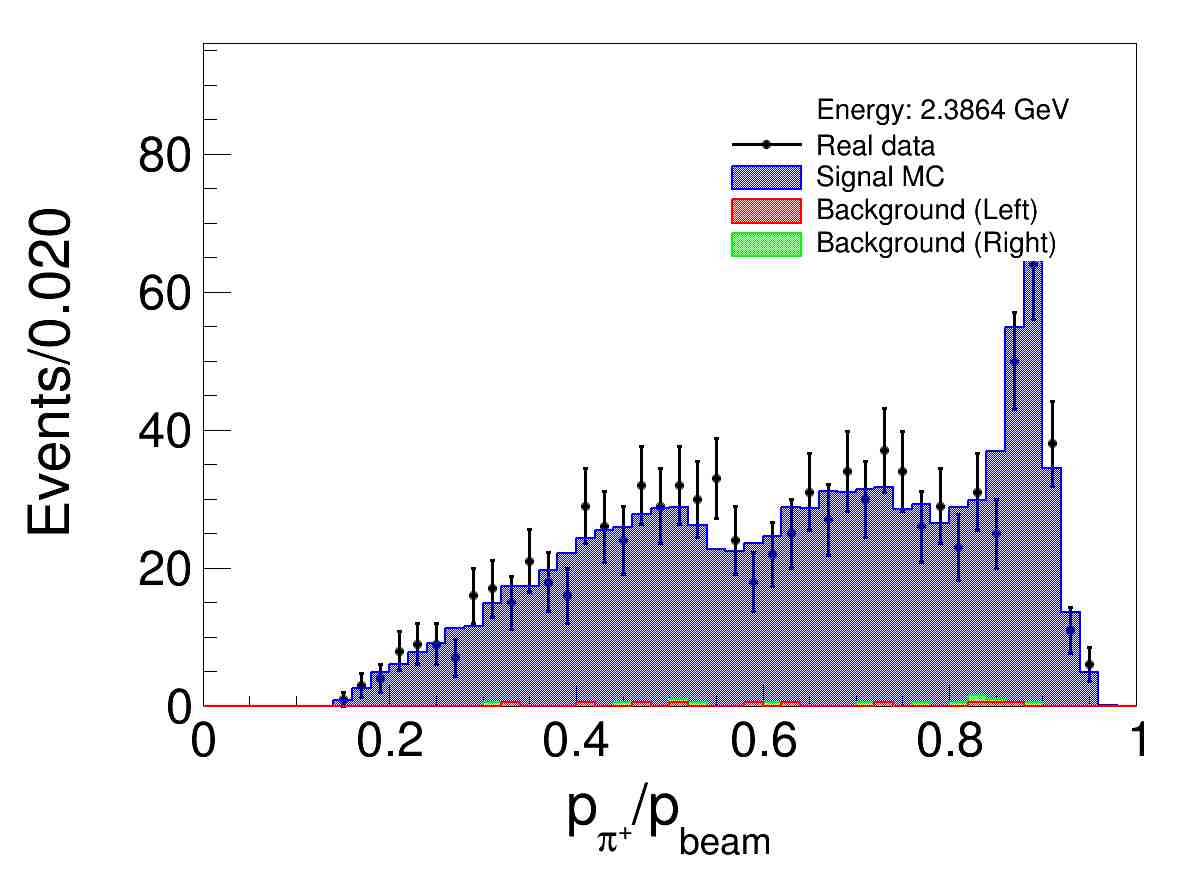 Energy: 2.3864 GeV
Real data
Signal MC
Background (Left)
Background (Right)
Events/0.020
80
60
40
20
0
0 0.2 0.4 0.6 0.8 1
pπ+/pbeam